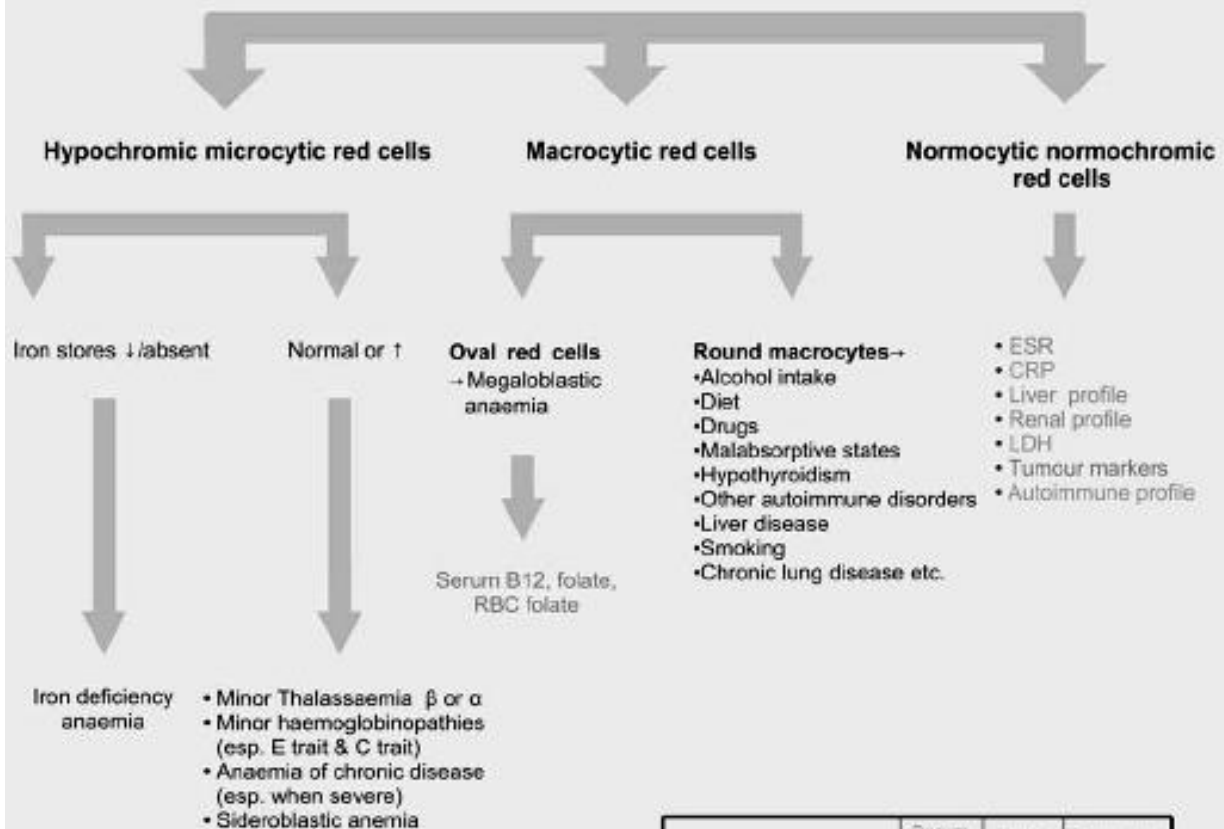 Hypochromic microcytic red cells
Macrocytic red cells
Normocytic normochromic
red cells
Iron stores ↓/absent
Normal or ↑
Oval red cells
→Megaloblastic
anaemia
Serum B12, folate,
RBC folate
Round macrocytes→
•Alcohol intake
•Diet
•Drugs
•Malabsorptive states
•Hypothyroidism
•Other autoimmune disorders
•Liver disease
•Smoking
•Chronic lung disease etc.
• ESR
• CRP
• Liver profile
• Renal profile
• LDH
• Tumour markers
• Autoimmune profile
Iron deficiency
anaemia
• Minor Thalassaemia β or α
• Minor haemoglobinopathies
(esp. E trait & C trait)
• Anaemia of chronic disease
(esp. when severe)
• Sideroblastic anemia